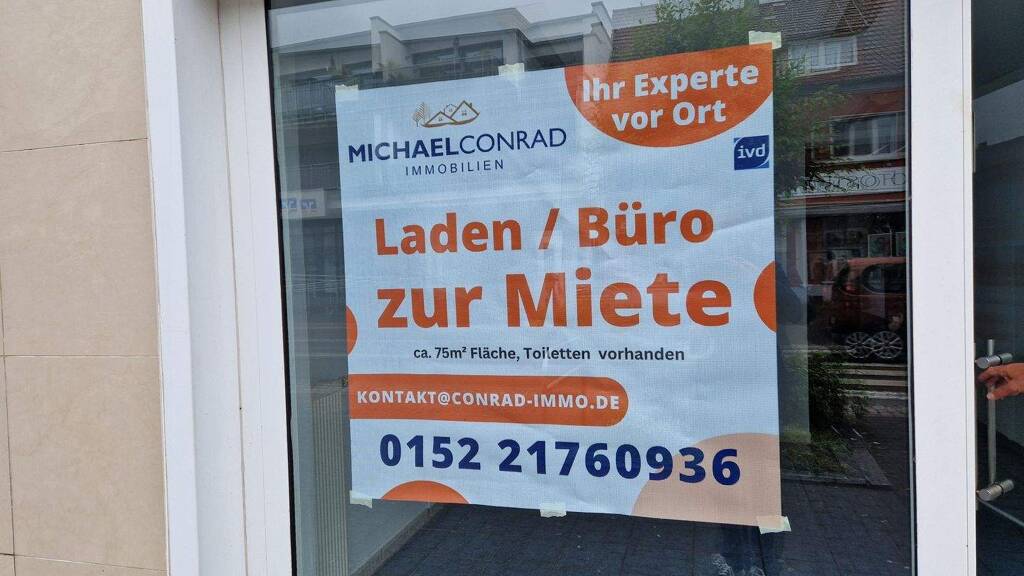 Ihr Experte
vor Ort
MICHAELCONRAD
IMMOBILIEN
ivd
Laden / Büro
zur Miete
ca. 75m² Fläche, Toiletten vorhanden
KONTAKT@CONRAD-IMMO.DE
0152 21760936